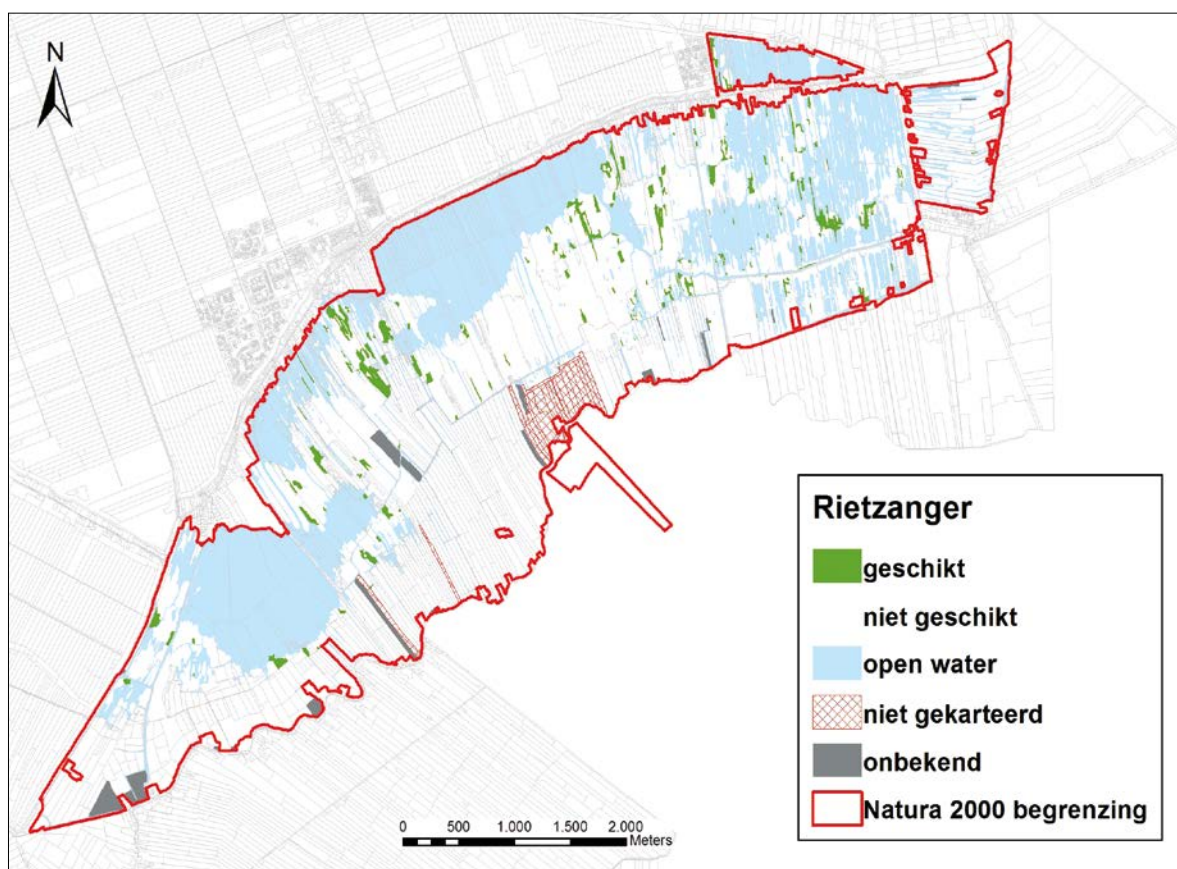 N
Rietzanger
geschikt
niet geschikt
open water
niet gekarteerd
onbekend
Natura 2000 begrenzing
0 500 1.000 1.500 2.000
Meters